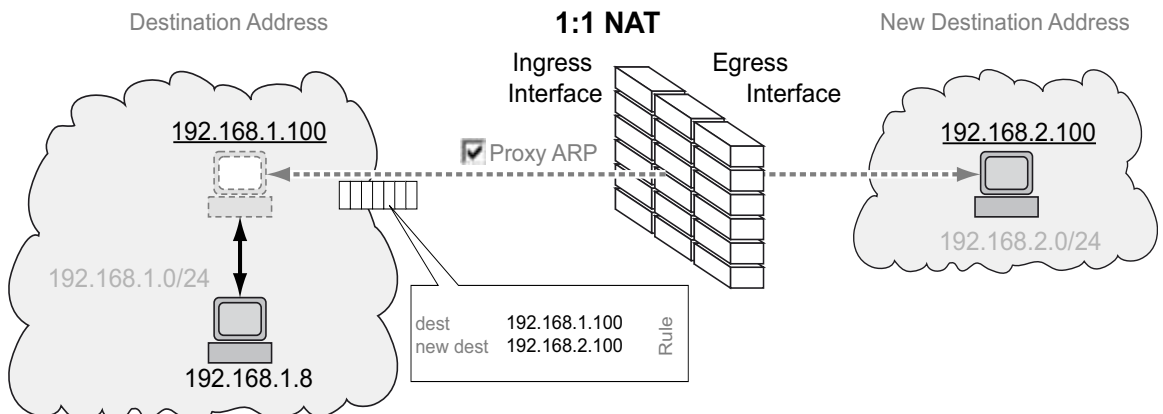 Destination Address
1:1 NAT
New Destination Address
Ingress
Interface
Egress
Interface
192.168.1.100
Proxy ARP
192.168.2.100
192.168.1.0/24
192.168.2.0/24
dest 192.168.1.100
new dest 192.168.2.100
Rule
192.168.1.8